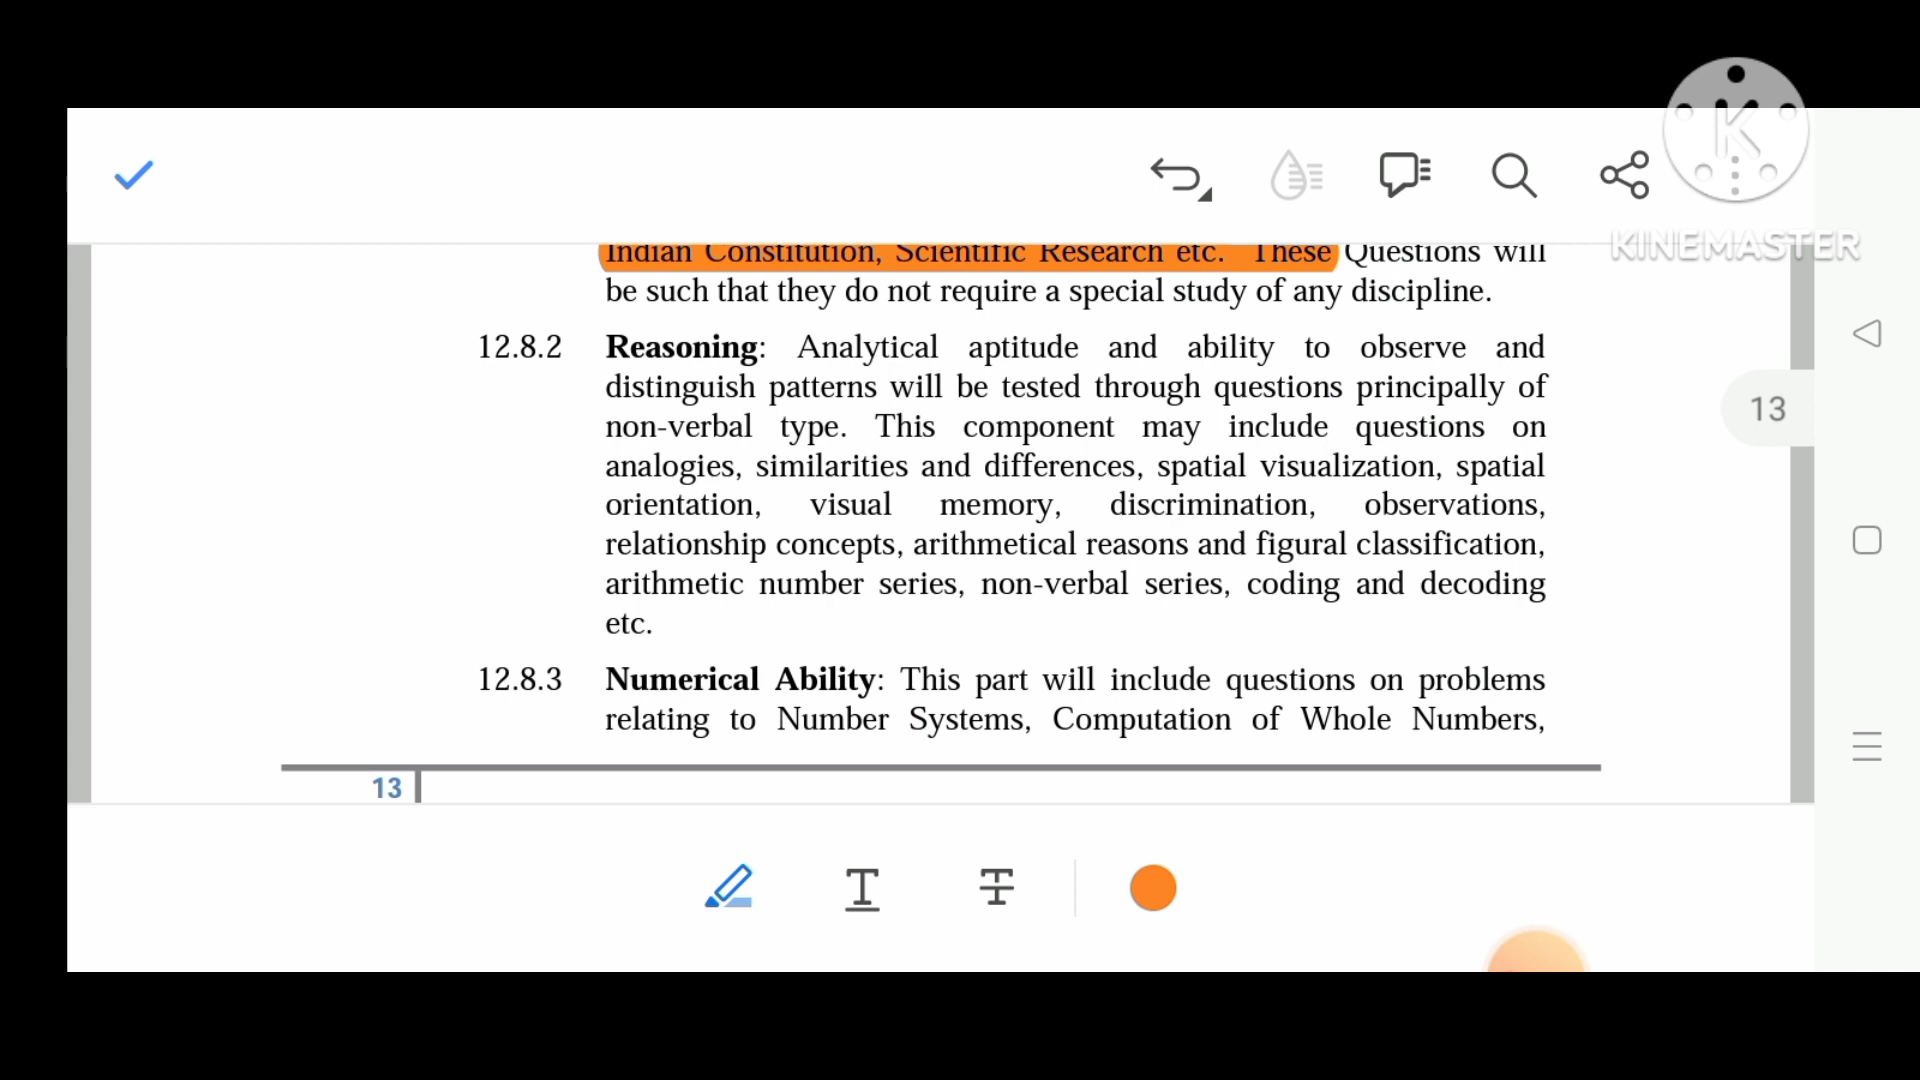 KINEMASTER
Indian Constitution, Scientific Research etc. These Questions will
be such that they do not require a special study of any discipline.
12.8.2 Reasoning: Analytical aptitude and ability to observe and
distinguish patterns will be tested through questions principally of
non-verbal type. This component may include questions on
analogies, similarities and differences, spatial visualization, spatial
orientation, visual memory, discrimination, observations,
relationship concepts, arithmetical reasons and figural classification,
arithmetic number series, non-verbal series, coding and decoding
etc.
13
12.8.3 Numerical Ability: This part will include questions on problems
relating to Number Systems, Computation of Whole Numbers,
13